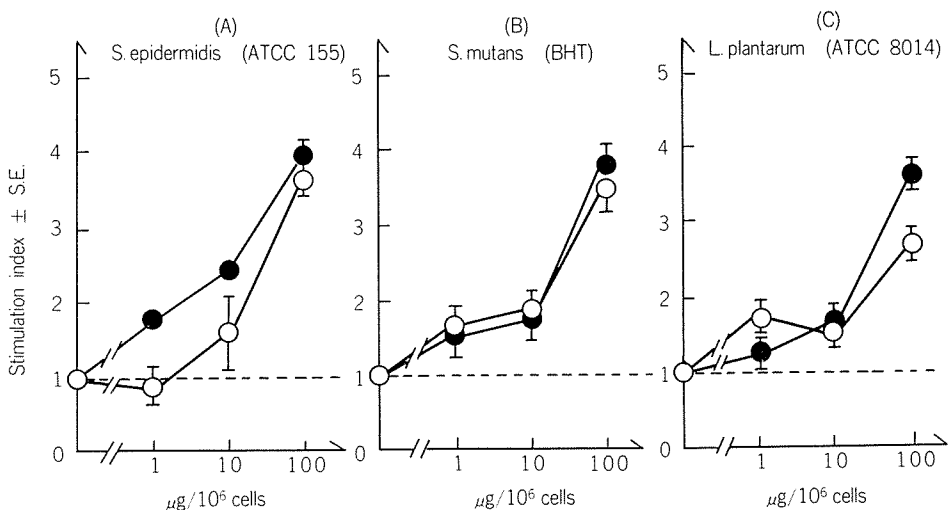 (A)
S. epidermidis (ATCC 155)
(B)
S. mutans (BHT)
(C)
L. plantarum (ATCC 8014)
Stimulation index ± S.E.
5
4
3
2
1
0
5
4
3
2
1
0
5
4
3
2
1
0
1 10 100
1 10 100
1 10 100
μg/10⁶ cells
μg/10⁶ cells
μg/10⁶ cells